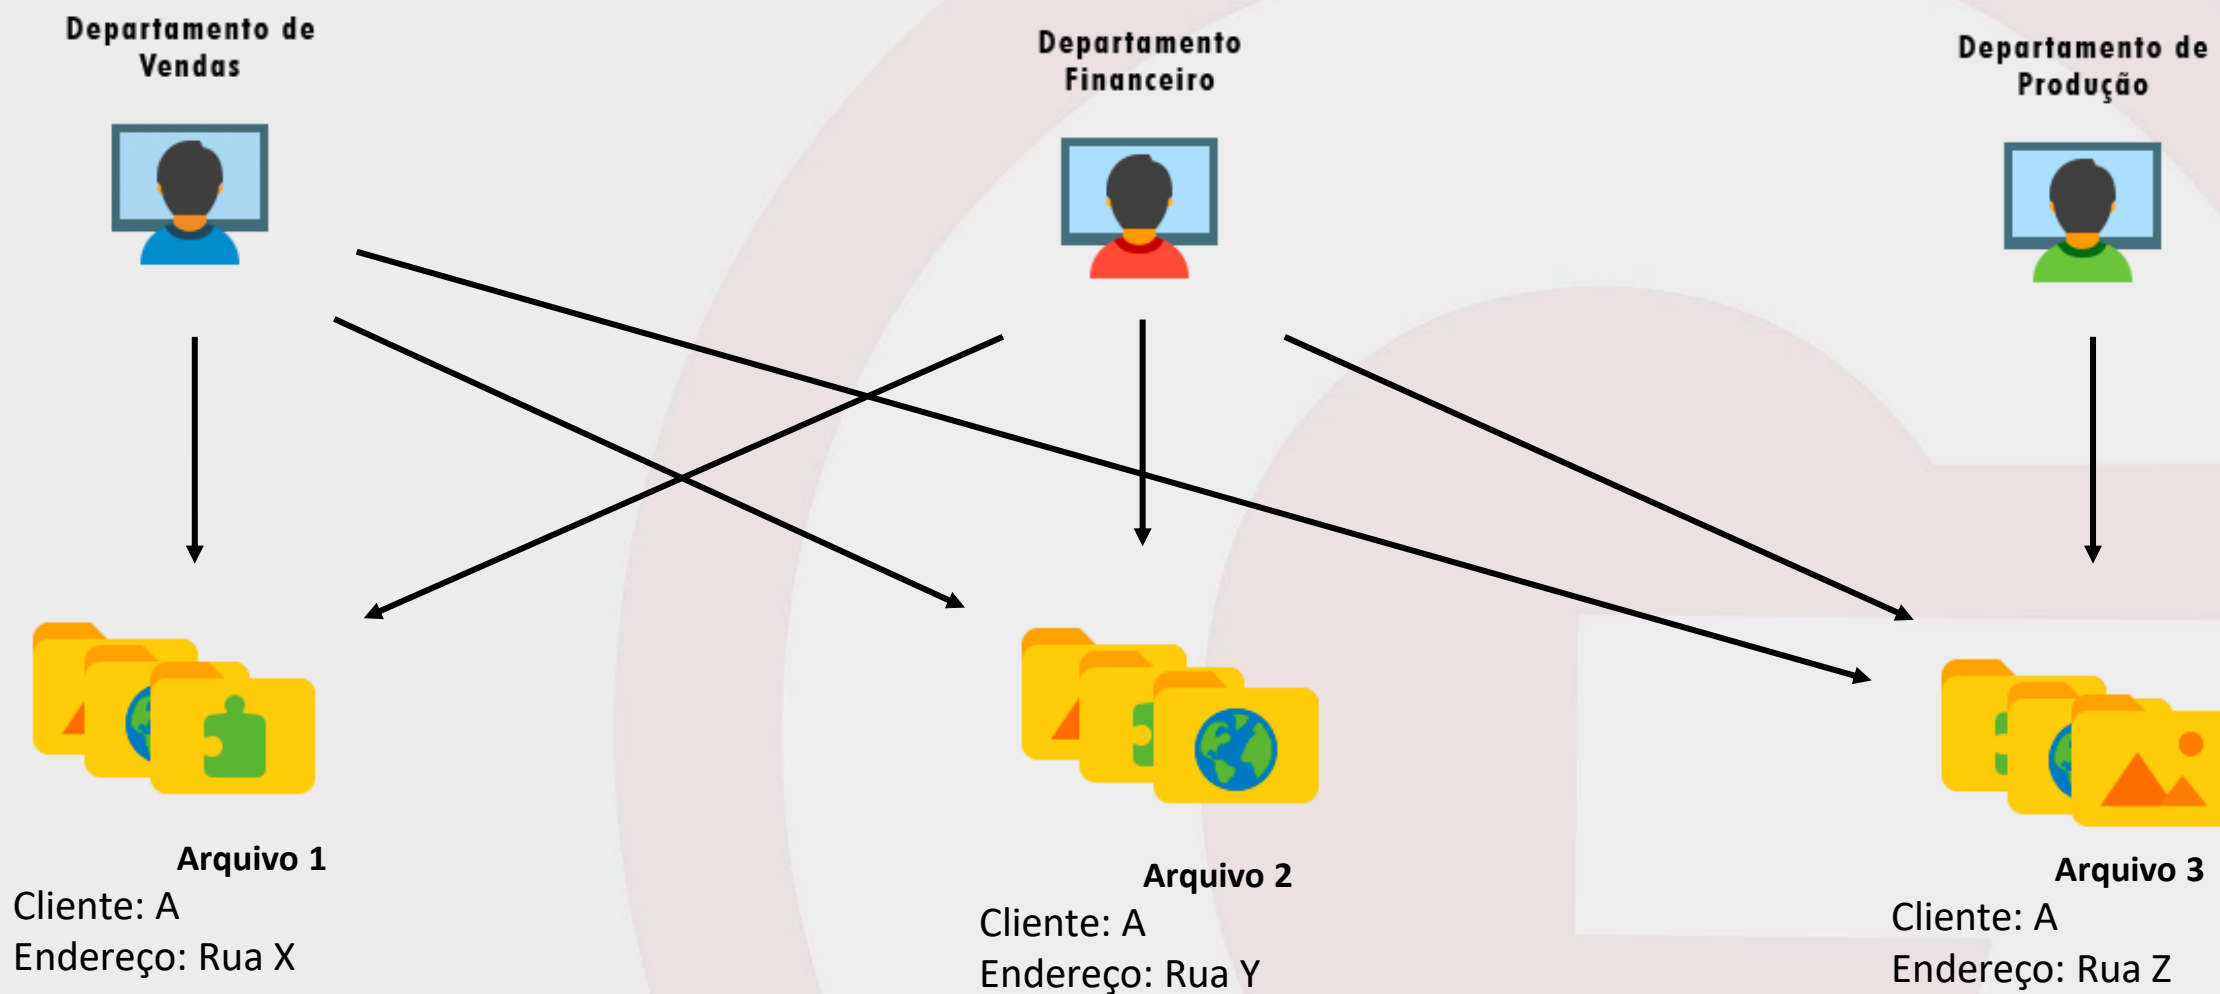 Departamento de
Vendas
Departamento
Financeiro
Departamento de
Produção
Arquivo 1
Cliente: A
Endereço: Rua X
Arquivo 2
Cliente: A
Endereço: Rua Y
Arquivo 3
Cliente: A
Endereço: Rua Z